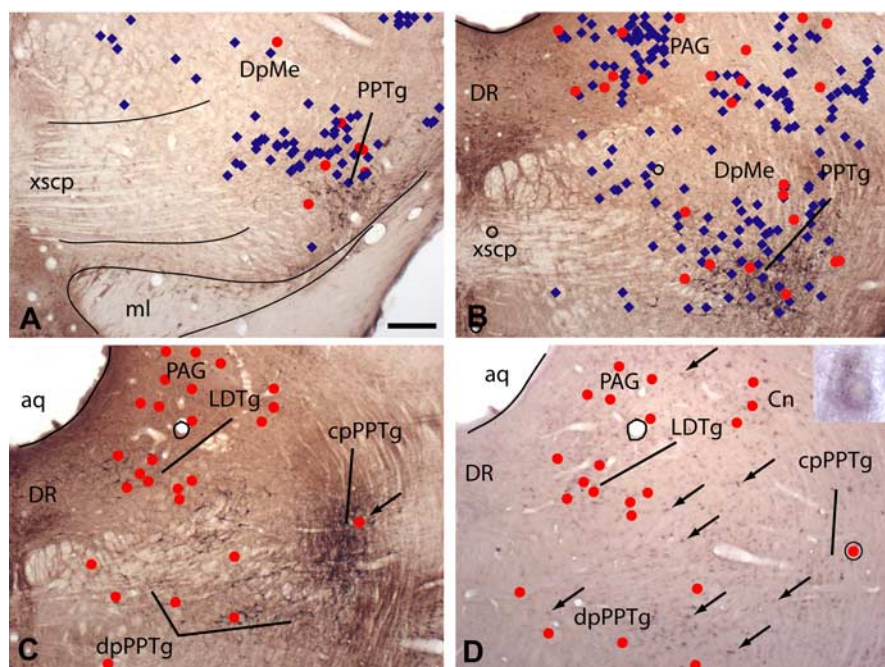 DpMe
PPTg
xscp
ml
A
PAG
DR
DpMe
PPTg
xscp
B
aq
PAG
LDTg
cpPPTg
DR
dpPPTg
C
aq
PAG
Cn
LDTg
cpPPTg
DR
dpPPTg
D